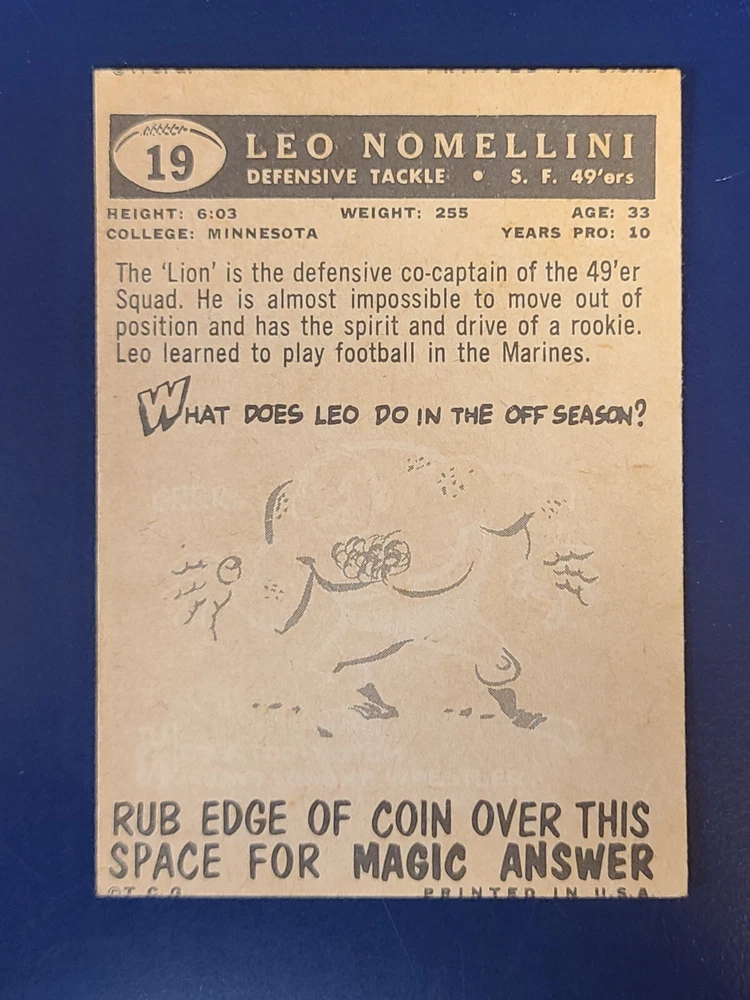 19
LEO NOMELLINI
DEFENSIVE TACKLE • S. F. 49'ers
HEIGHT: 6:03 WEIGHT: 255 AGE: 33
COLLEGE: MINNESOTA YEARS PRO: 10
The 'Lion' is the defensive co-captain of the 49'er
Squad. He is almost impossible to move out of
position and has the spirit and drive of a rookie.
Leo learned to play football in the Marines.
WHAT DOES LEO DO IN THE OFF SEASON?
RUB EDGE OF COIN OVER THIS
SPACE FOR MAGIC ANSWER
©T.C.G. PRINTED IN U.S.A.